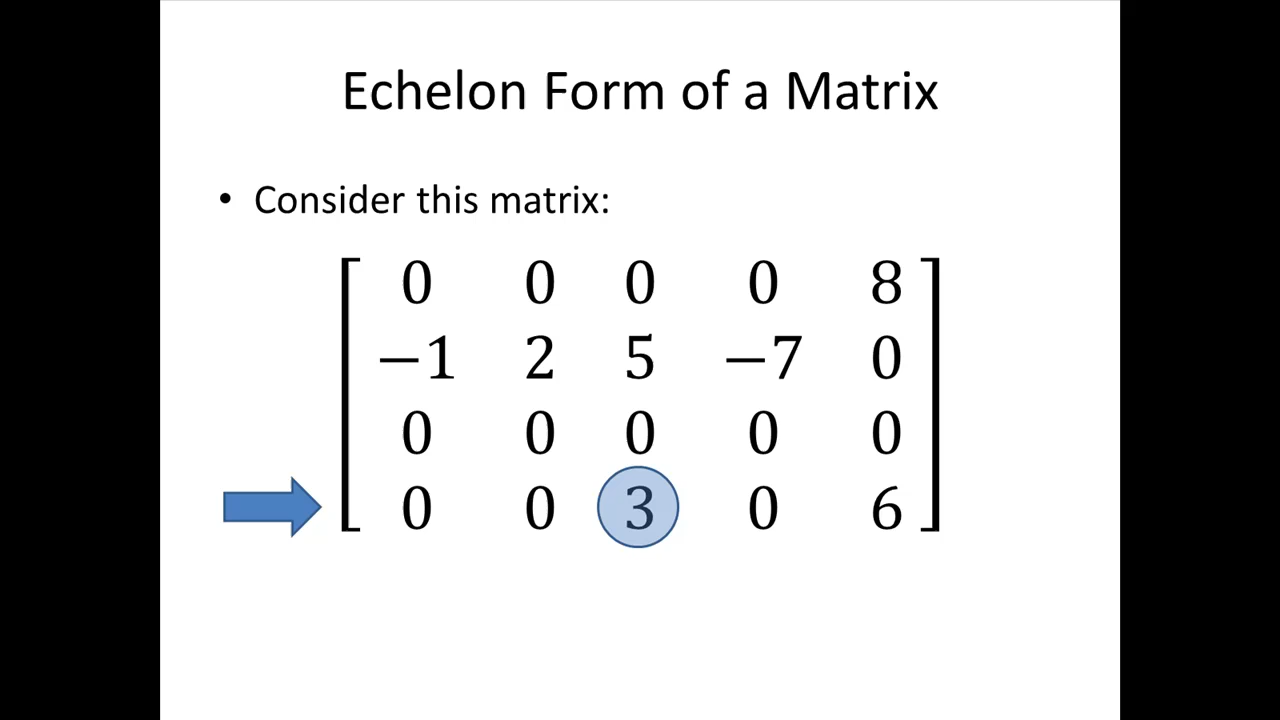 Echelon Form of a Matrix
• Consider this matrix:
0 0 0 0 8
−1 2 5 −7 0
0 0 0 0 0
0 0 3 0 6